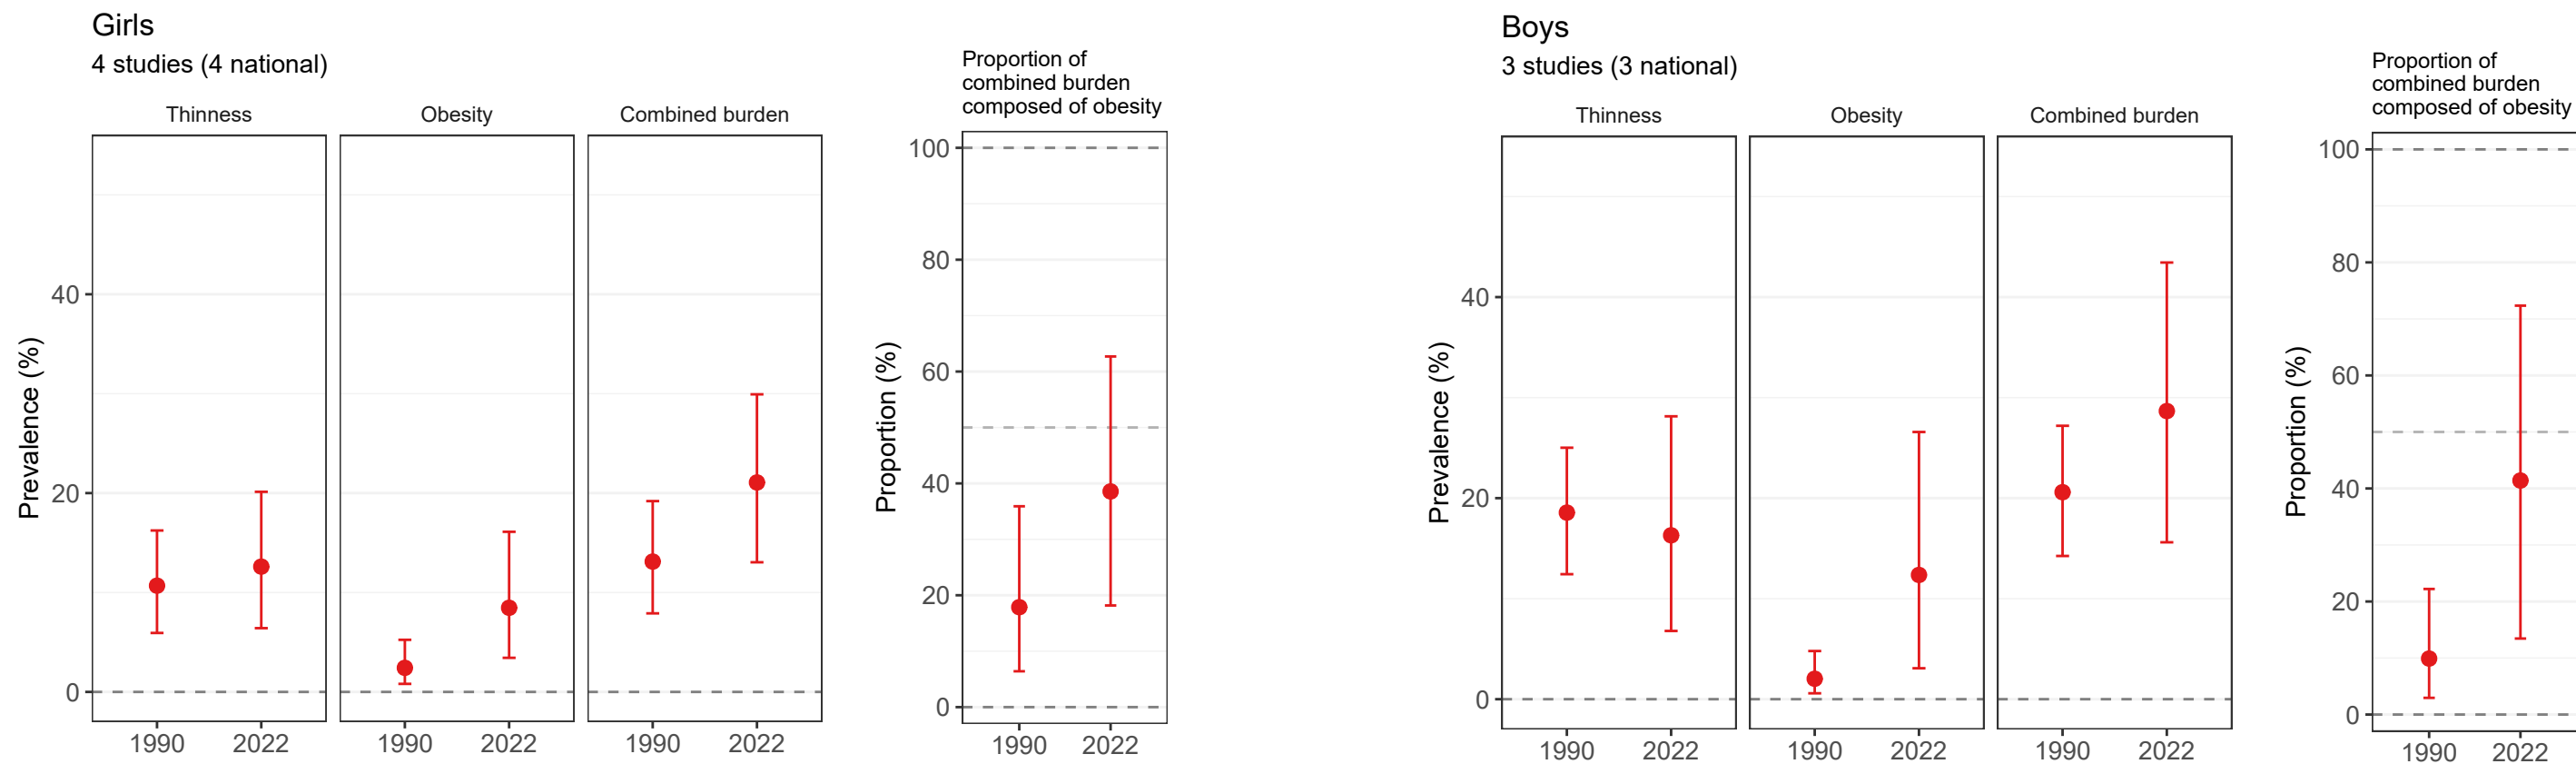 Girls
4 studies (4 national)
Thinness
Obesity
Combined burden
Prevalence (%)
40
20
0
1990 2022
1990 2022
1990 2022
Proportion of
combined burden
composed of obesity
Proportion (%)
100
80
60
40
20
0
1990 2022
Boys
3 studies (3 national)
Thinness
Obesity
Combined burden
Prevalence (%)
40
20
0
1990 2022
1990 2022
1990 2022
Proportion of
combined burden
composed of obesity
Proportion (%)
100
80
60
40
20
0
1990 2022